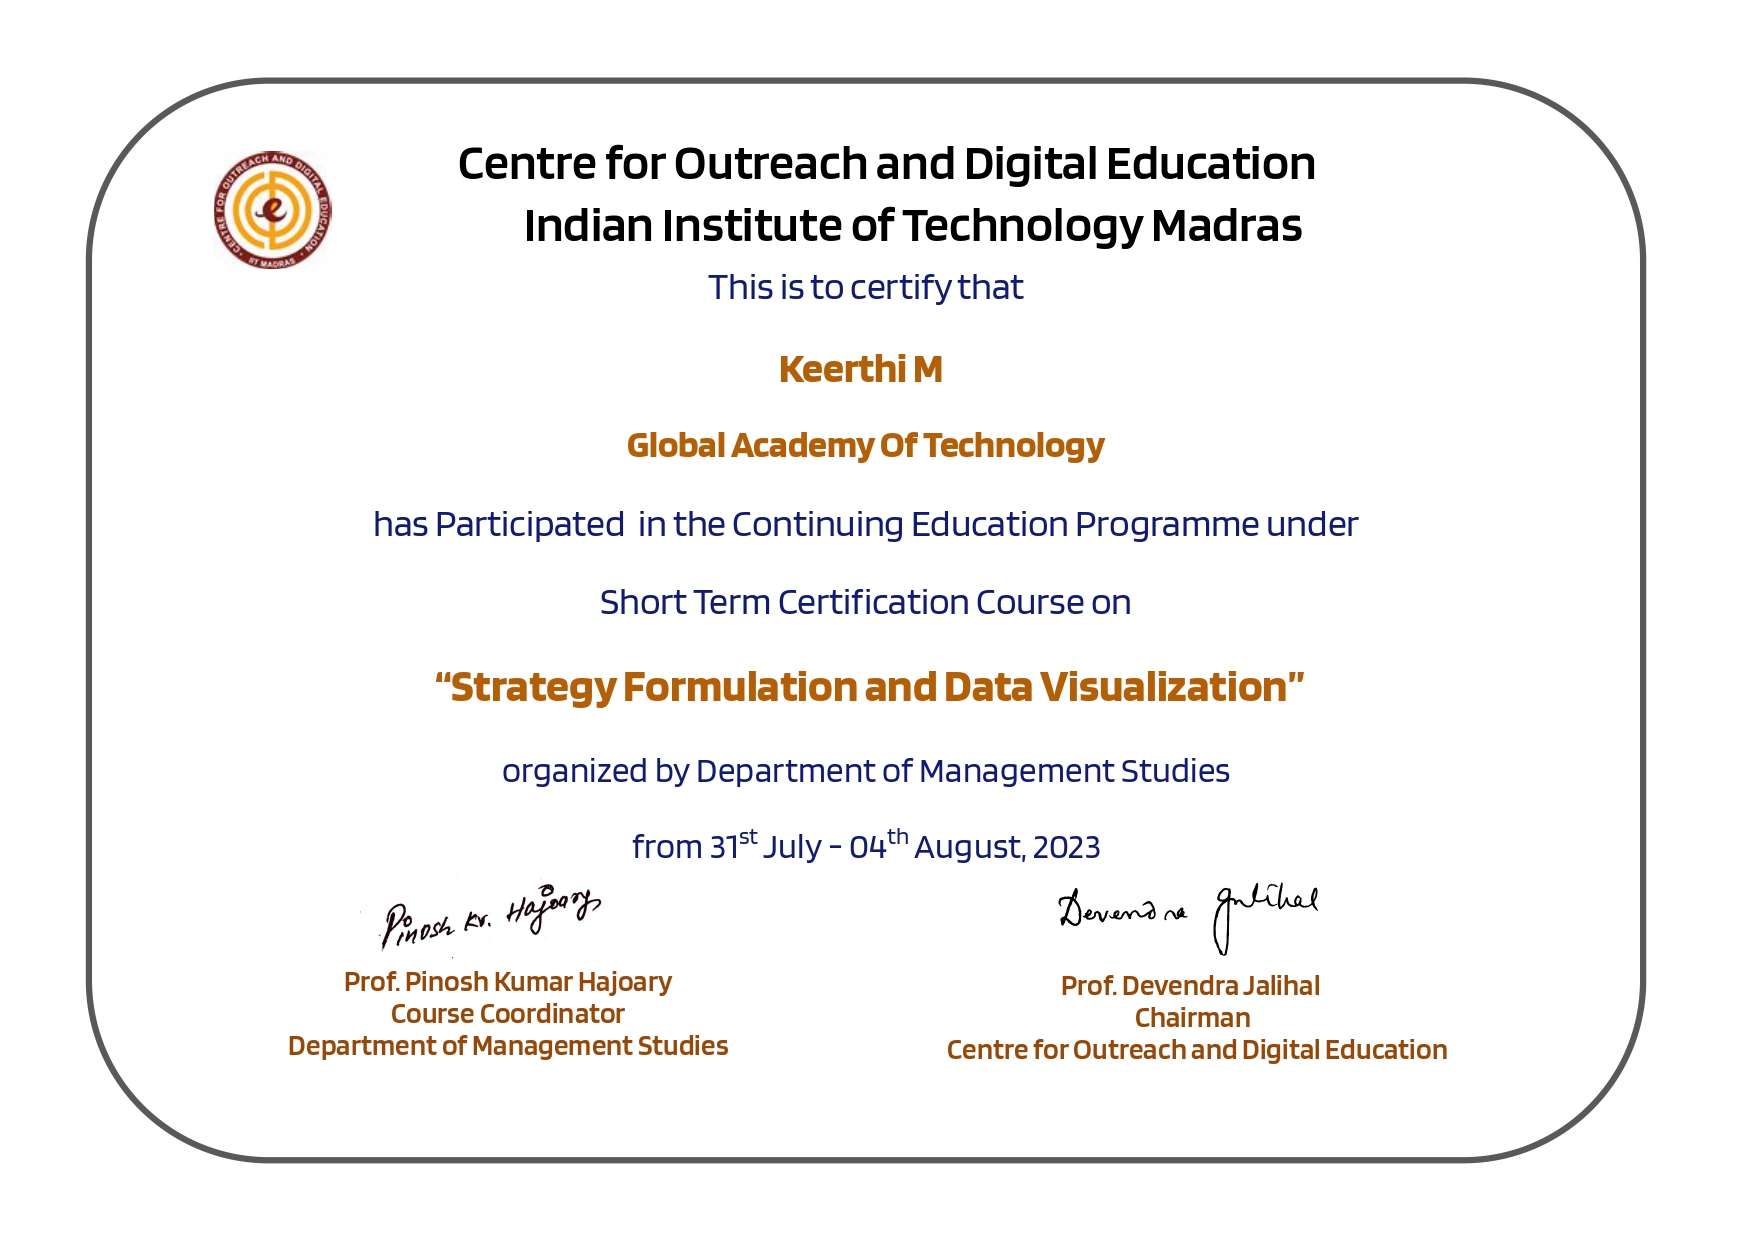 CENTRE FOR OUTREACH AND DIGITAL EDUCATION
e
IIT MADRAS
Centre for Outreach and Digital Education
Indian Institute of Technology Madras
This is to certify that
Keerthi M
Global Academy Of Technology
has Participated in the Continuing Education Programme under
Short Term Certification Course on
“Strategy Formulation and Data Visualization”
organized by Department of Management Studies
from 31st July - 04th August, 2023
Pinosh Kr. Hajoary
Prof. Pinosh Kumar Hajoary
Course Coordinator
Department of Management Studies
Devendra Jalihal
Prof. Devendra Jalihal
Chairman
Centre for Outreach and Digital Education